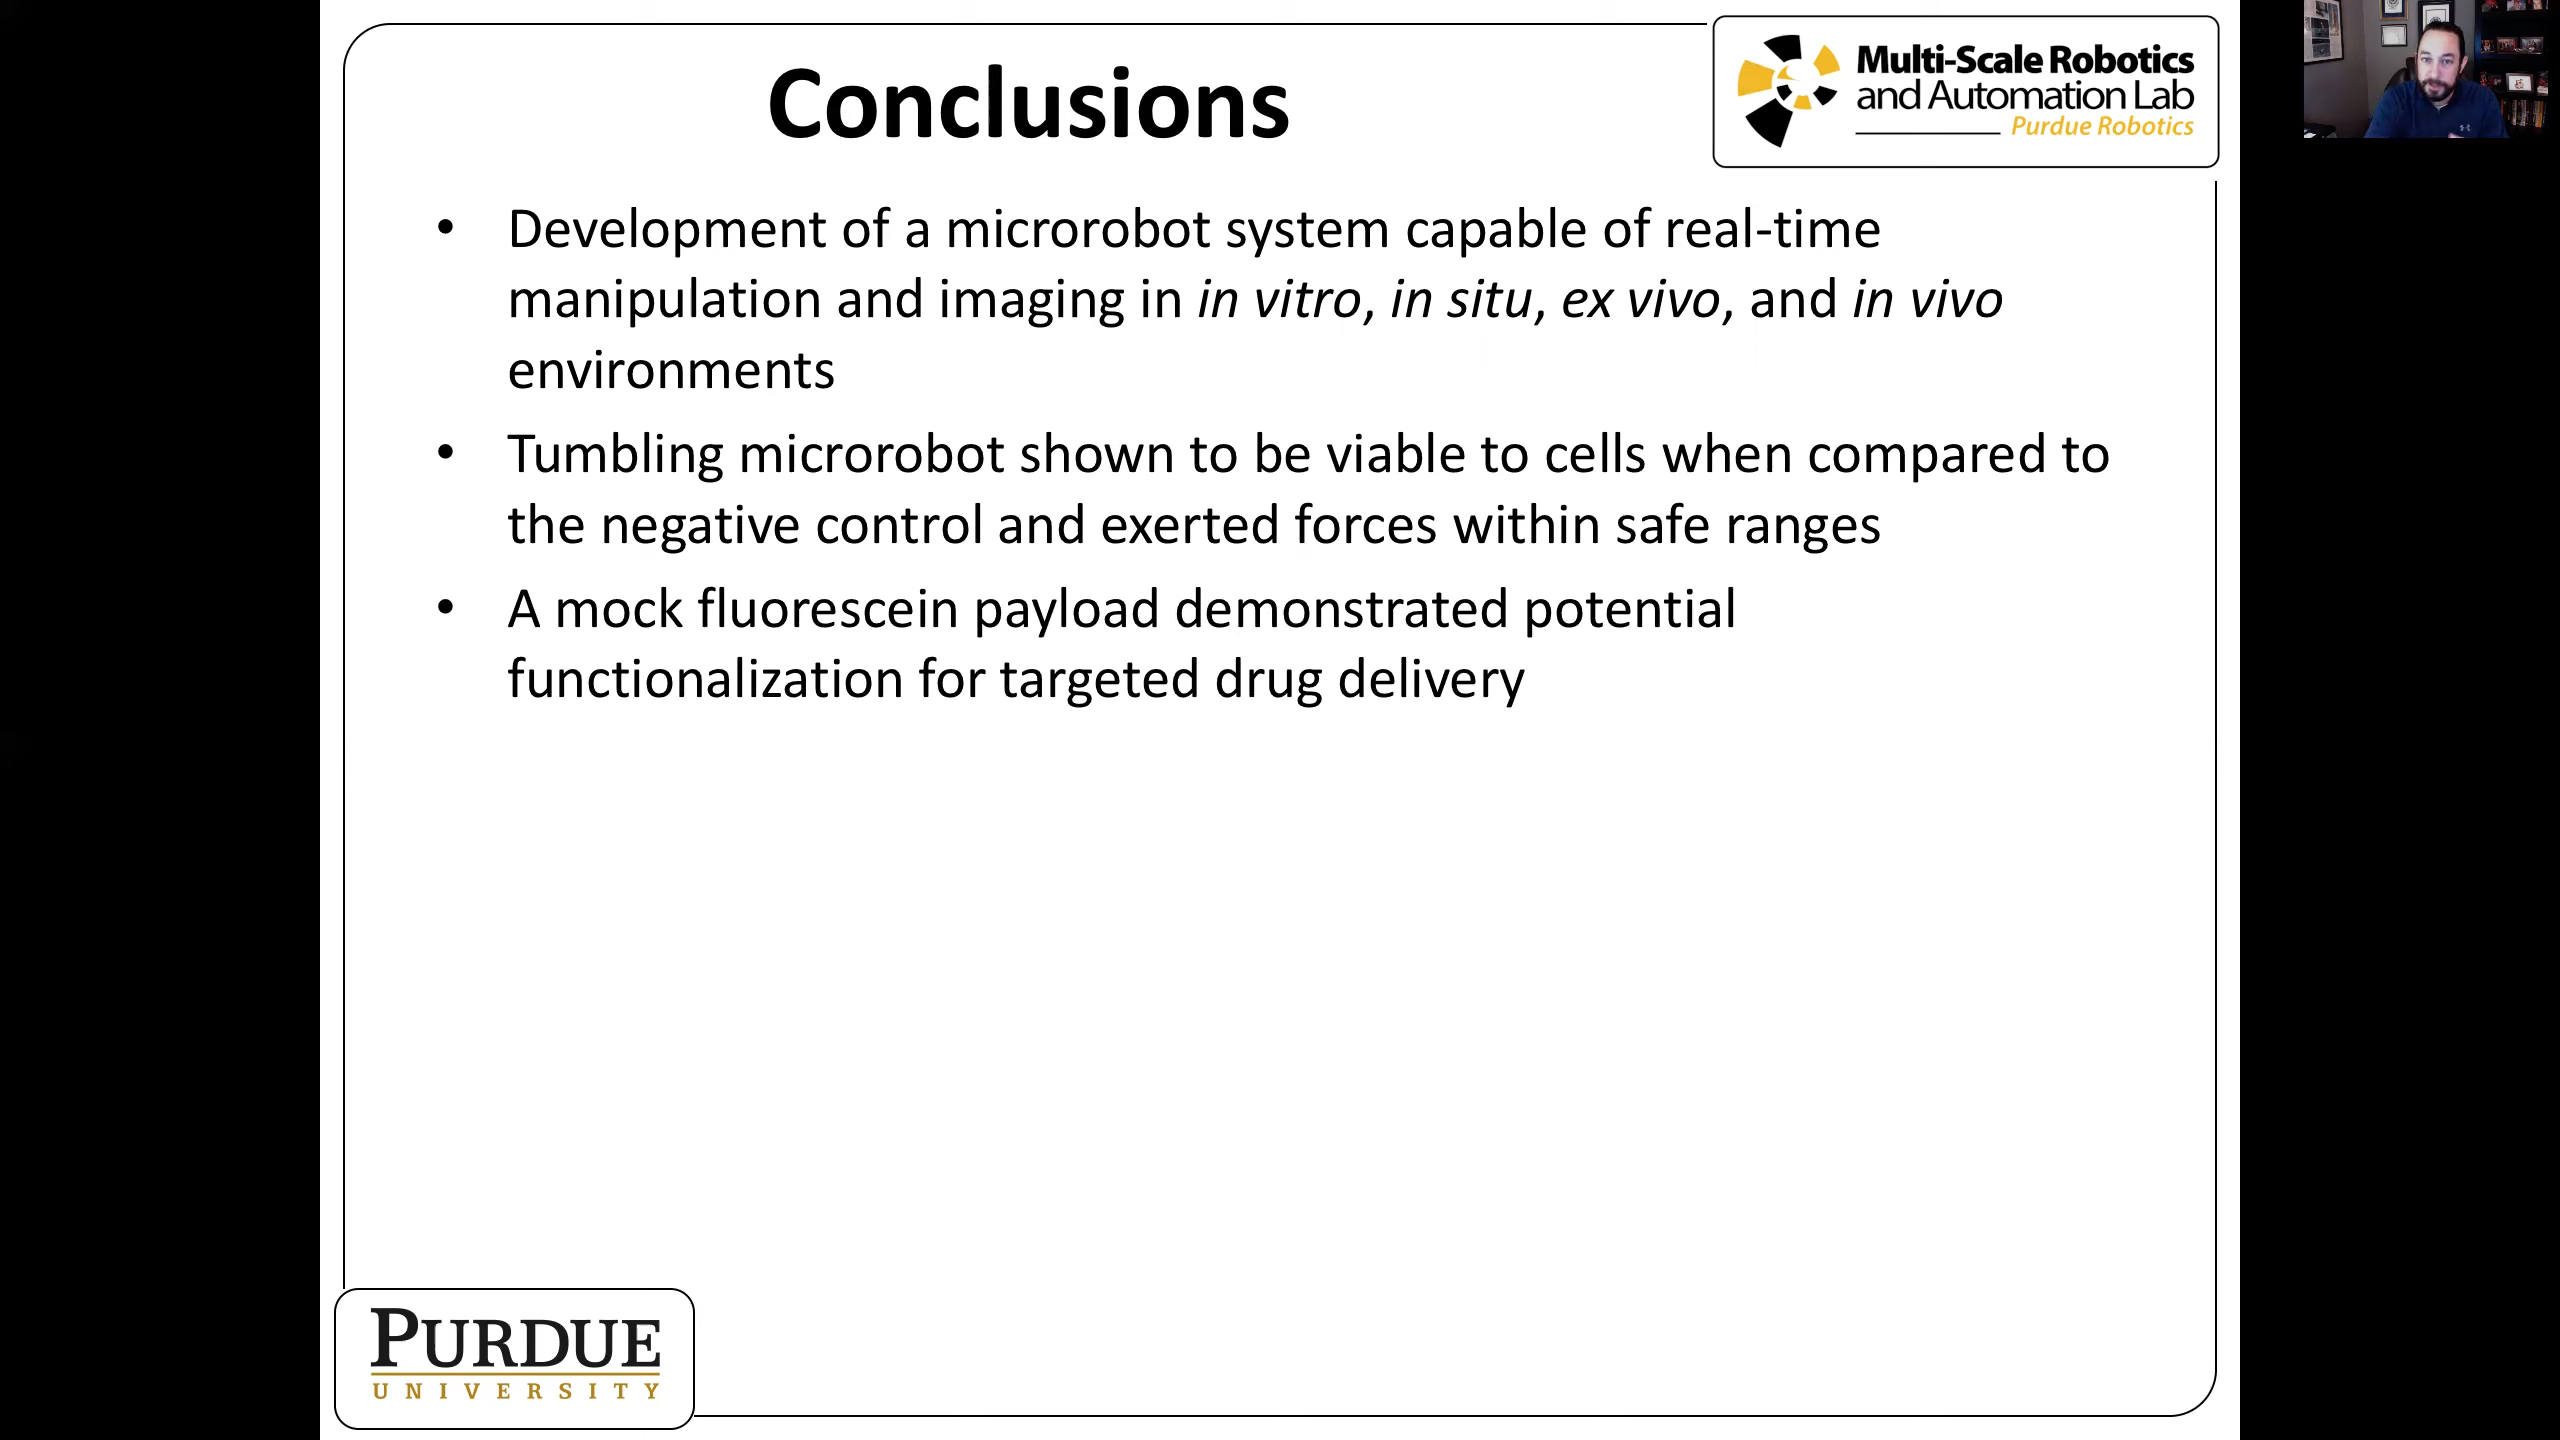 Conclusions
Multi-Scale Robotics
and Automation Lab
Purdue Robotics
• Development of a microrobot system capable of real-time
manipulation and imaging in in vitro, in situ, ex vivo, and in vivo
environments
• Tumbling microrobot shown to be viable to cells when compared to
the negative control and exerted forces within safe ranges
• A mock fluorescein payload demonstrated potential
functionalization for targeted drug delivery
PURDUE
UNIVERSITY